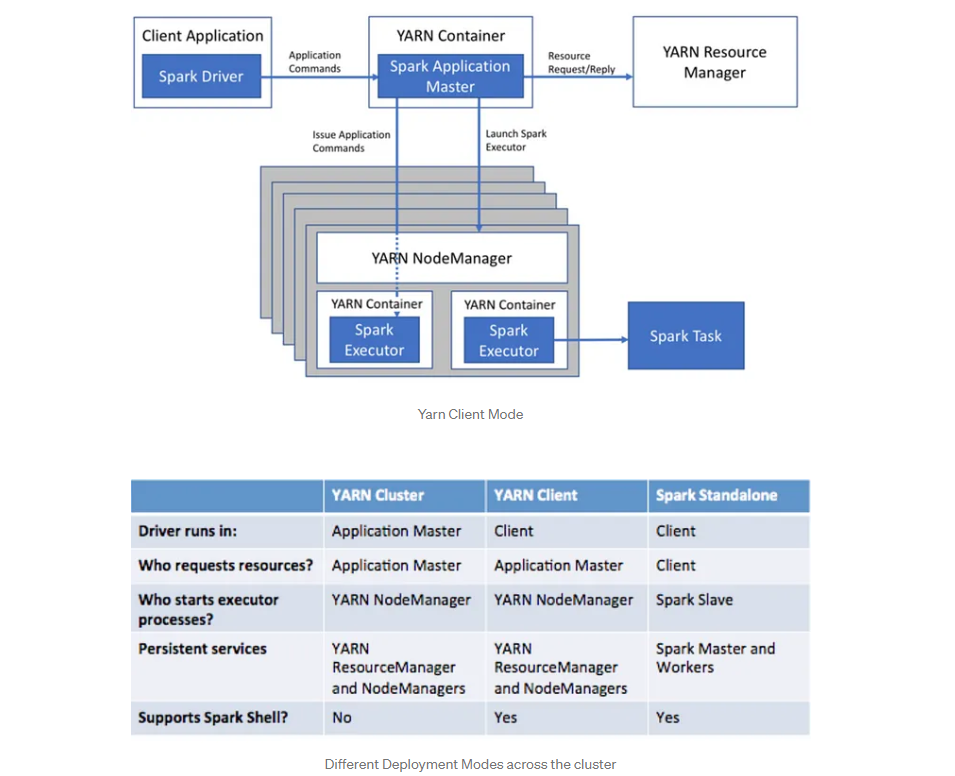 Client Application
Spark Driver
Application
Commands
YARN Container
Spark Application
Master
Resource
Request/Reply
YARN Resource
Manager
Issue Application
Commands
Launch Spark
Executor
YARN NodeManager
YARN Container
Spark
Executor
YARN Container
Spark
Executor
Spark Task
Yarn Client Mode
YARN Cluster YARN Client Spark Standalone
Driver runs in: Application Master Client Client
Who requests resources? Application Master Application Master Client
Who starts executor YARN NodeManager YARN NodeManager Spark Slave
processes?
Persistent services YARN YARN Spark Master and
ResourceManager ResourceManager Workers
and NodeManagers and NodeManagers
Supports Spark Shell? No Yes Yes
Different Deployment Modes across the cluster